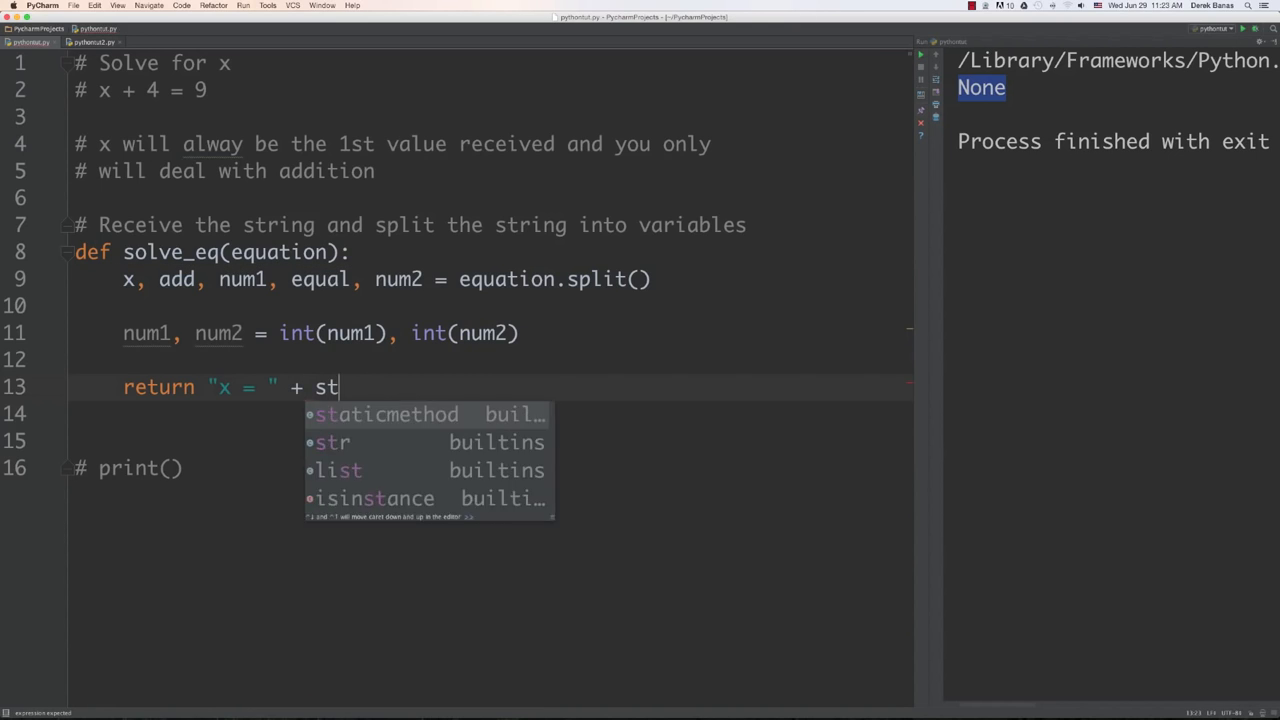 PyCharm File Edit View Navigate Code Refactor Run Tools VCS Window Help
10 Wed Jun 29 11:23 AM Derek Banas
pythontut.py - PycharmProjects - [~/PycharmProjects]
PycharmProjects pythontut.py
pythontut
pythontut.py pythontut2.py
Run pythontut
1 # Solve for x
2 # x + 4 = 9
3
4 # x will alway be the 1st value received and you only
5 # will deal with addition
6
7 # Receive the string and split the string into variables
8 def solve_eq(equation):
9 x, add, num1, equal, num2 = equation.split()
10
11 num1, num2 = int(num1), int(num2)
12
13 return "x = " + st
14
15
16 # print()
staticmethod buil…
str builtins
list builtins
isinstance builti…
^↓ and ^↑ will move caret down and up in the editor >>
/Library/Frameworks/Python.
None
Process finished with exit
expression expected
13:23 LF÷ UTF-8÷